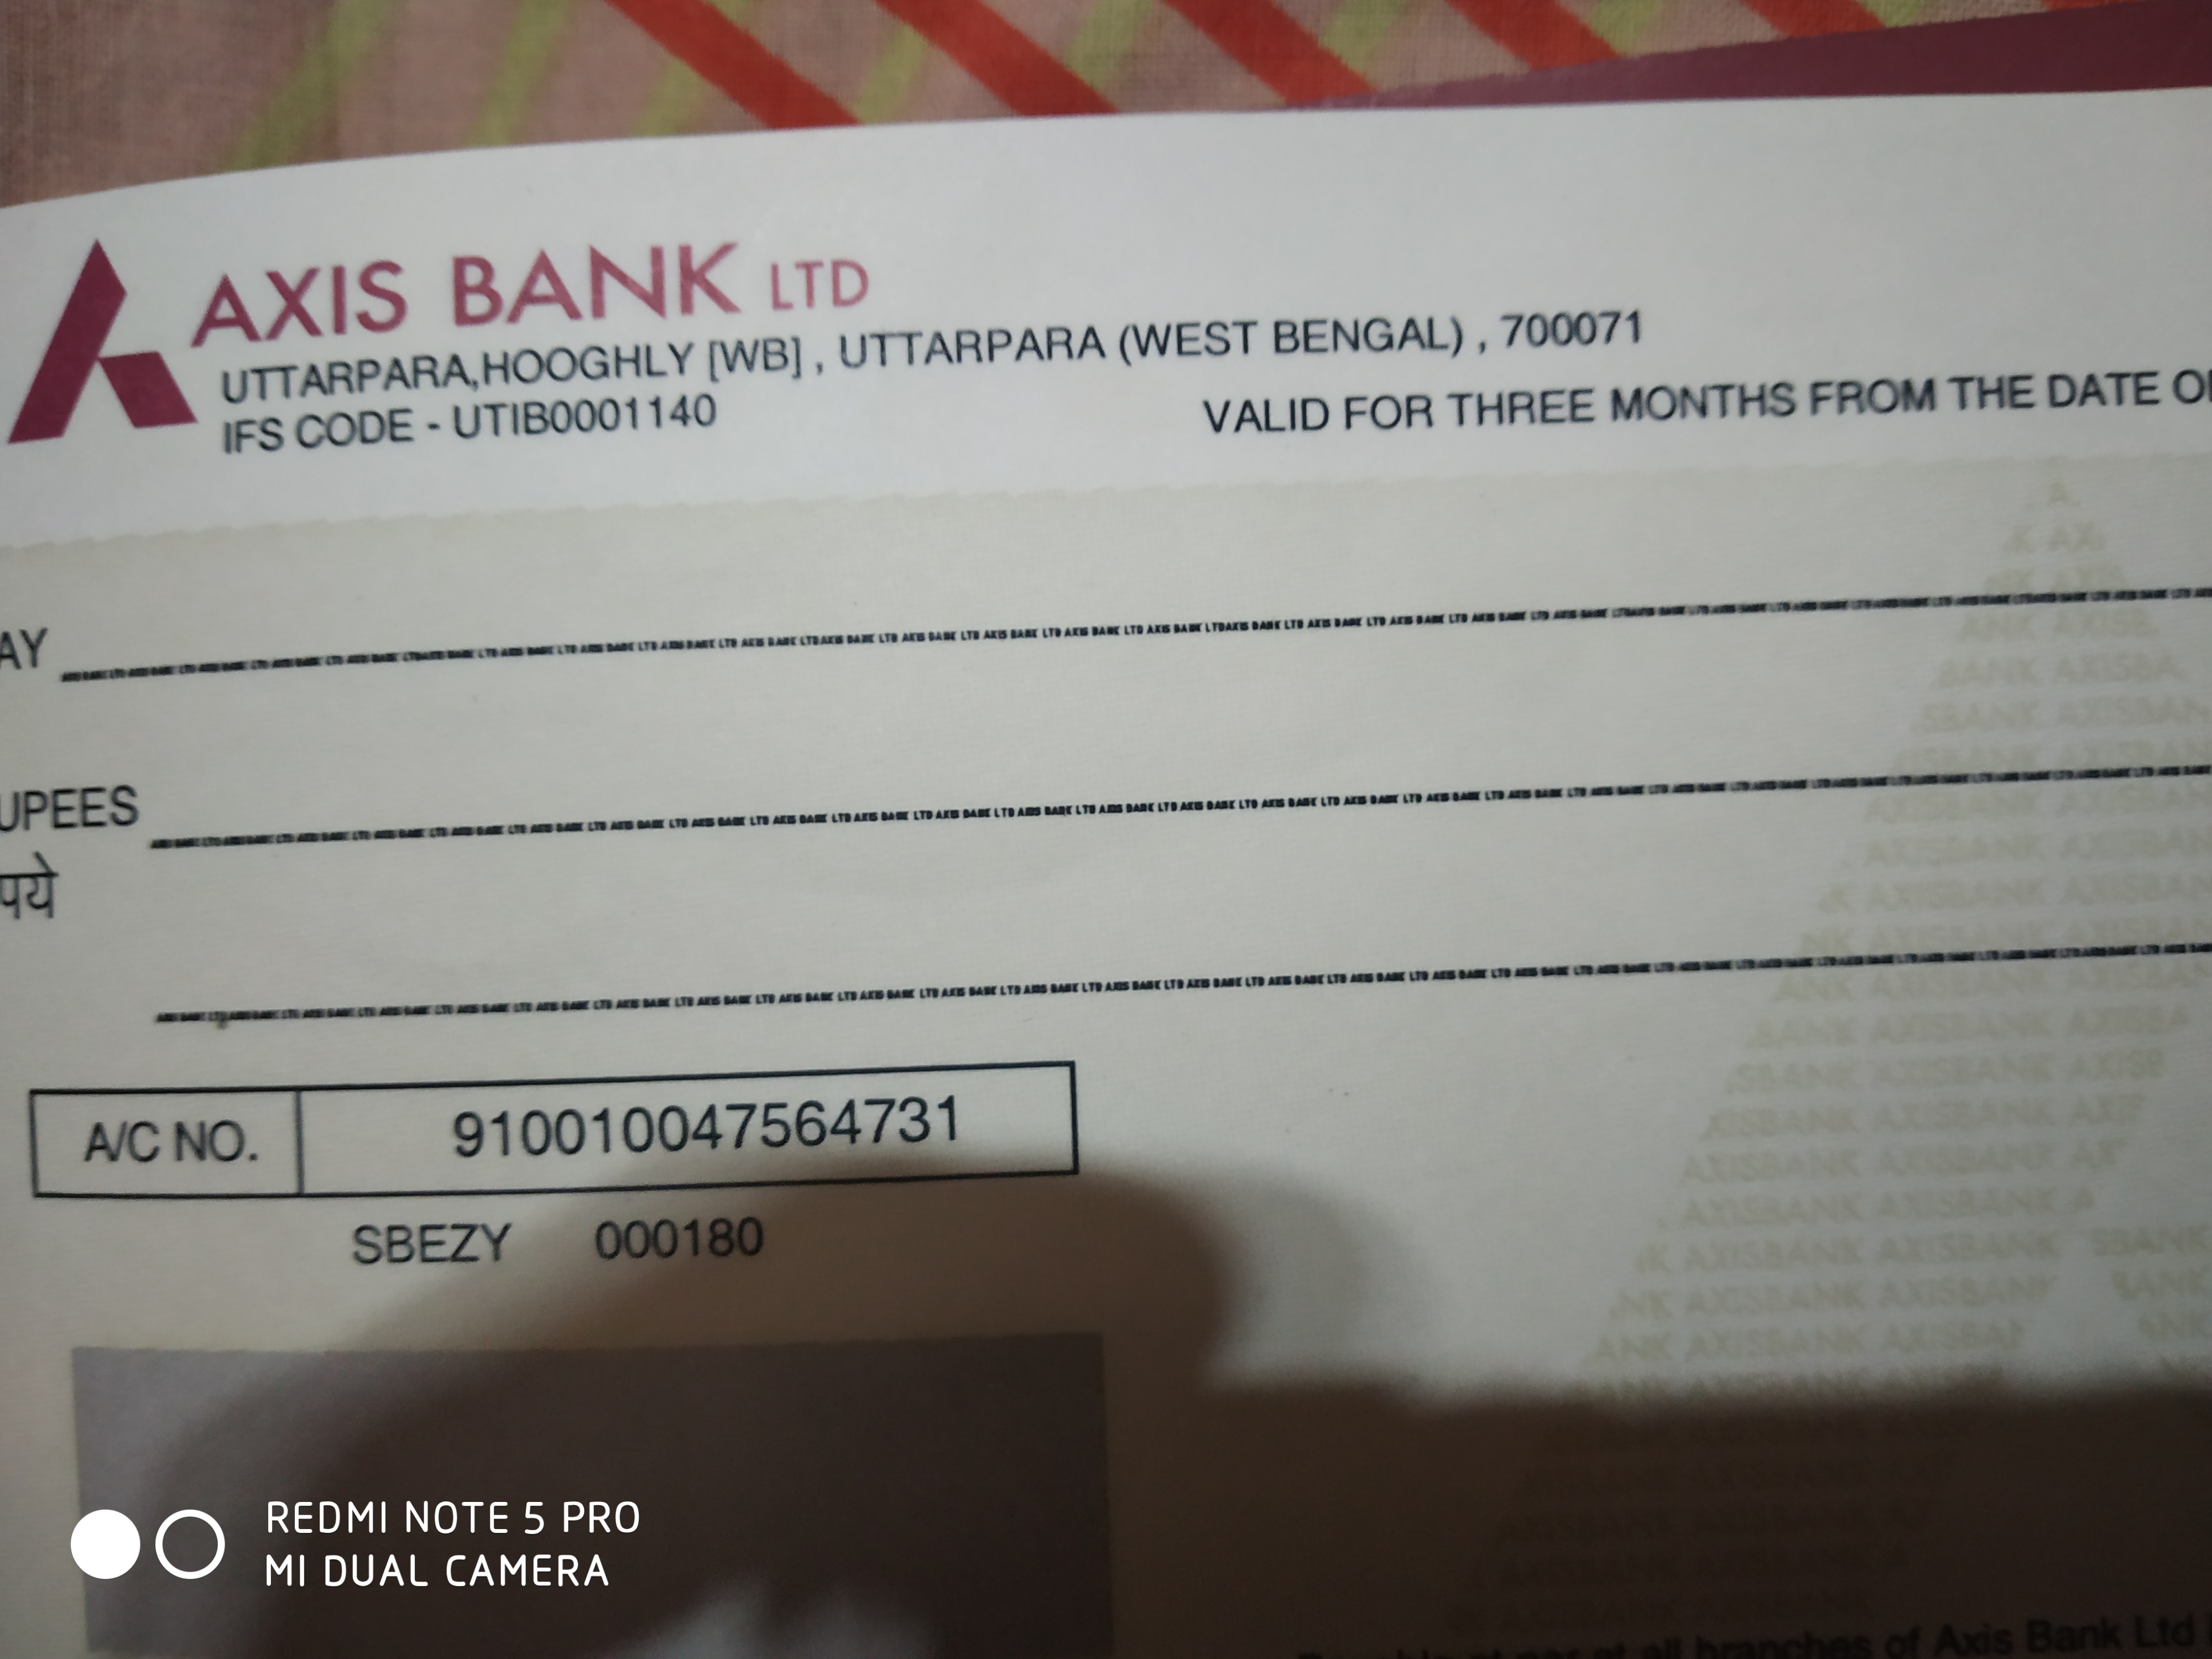 AXIS BANK LTD
UTTARPARA,HOOGHLY [WB] , UTTARPARA (WEST BENGAL) , 700071
IFS CODE - UTIB0001140
VALID FOR THREE MONTHS FROM THE DATE O
AY
UPEES
पये
A/C NO. 910010047564731
SBEZY 000180
at all branches of Axis Bank Ltd
REDMI NOTE 5 PRO
MI DUAL CAMERA